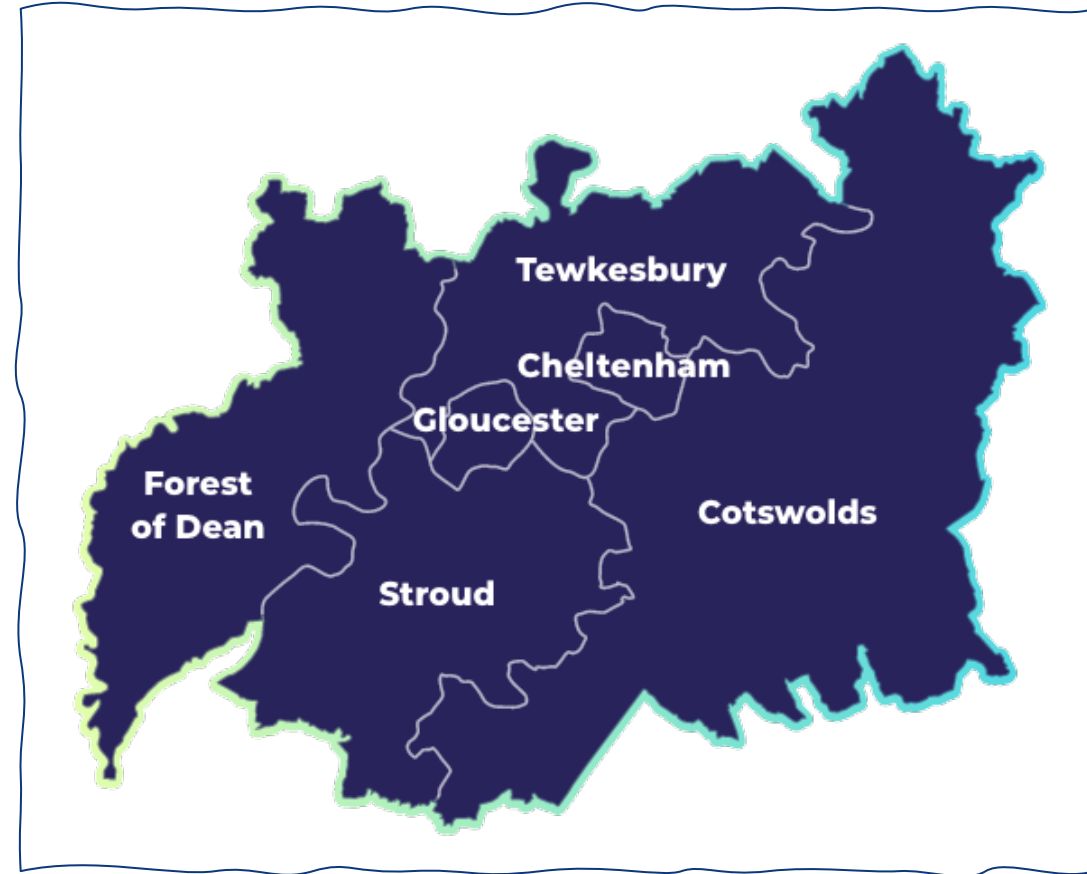 Tewkesbury
Cheltenham
Gloucester
Forest
of Dean
Cotswolds
Stroud